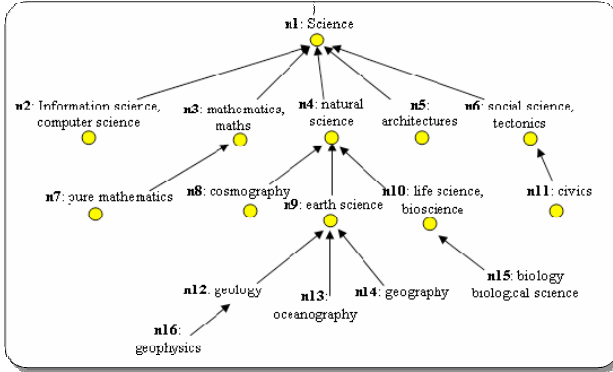 n1: Science
n2: Information science,
computer science
n3: mathematics,
maths
n4: natural
science
n5:
architectures
n6: social science,
tectonics
n7: pure mathematics
n8: cosmography
n9: earth science
n10: life science,
bioscience
n11: civics
n12: geology
n13:
oceanography
n14: geography
n15: biology
biological science
n16:
geophysics